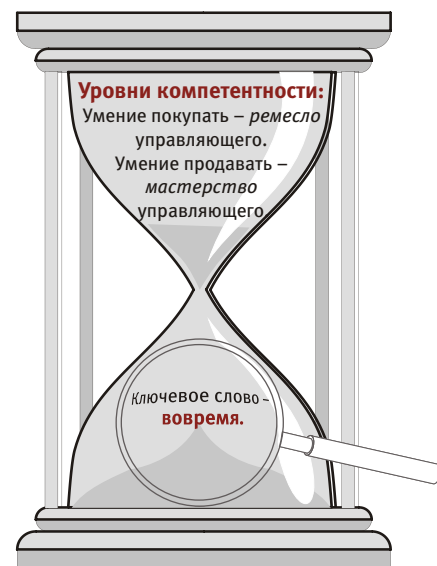 Уровни компетентности:
Умение покупать – ремесло
управляющего.
Умение продавать –
мастерство
управляющего
Ключевое слово –
вовремя.